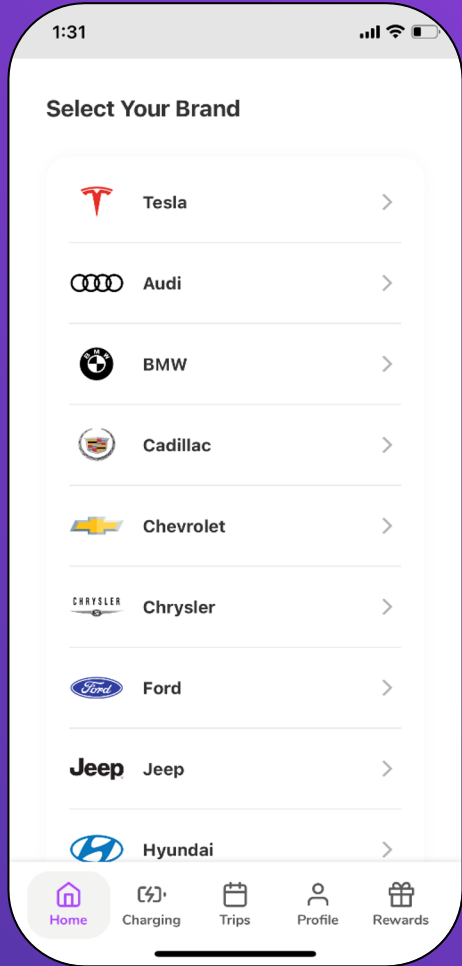 1:31
Select Your Brand
Tesla
Audi
BMW
BMW
Cadillac
Chevrolet
CHRYSLER
Chrysler
Ford
Ford
Jeep
Jeep
Hyundai
Home
Charging
Trips
Profile
Rewards